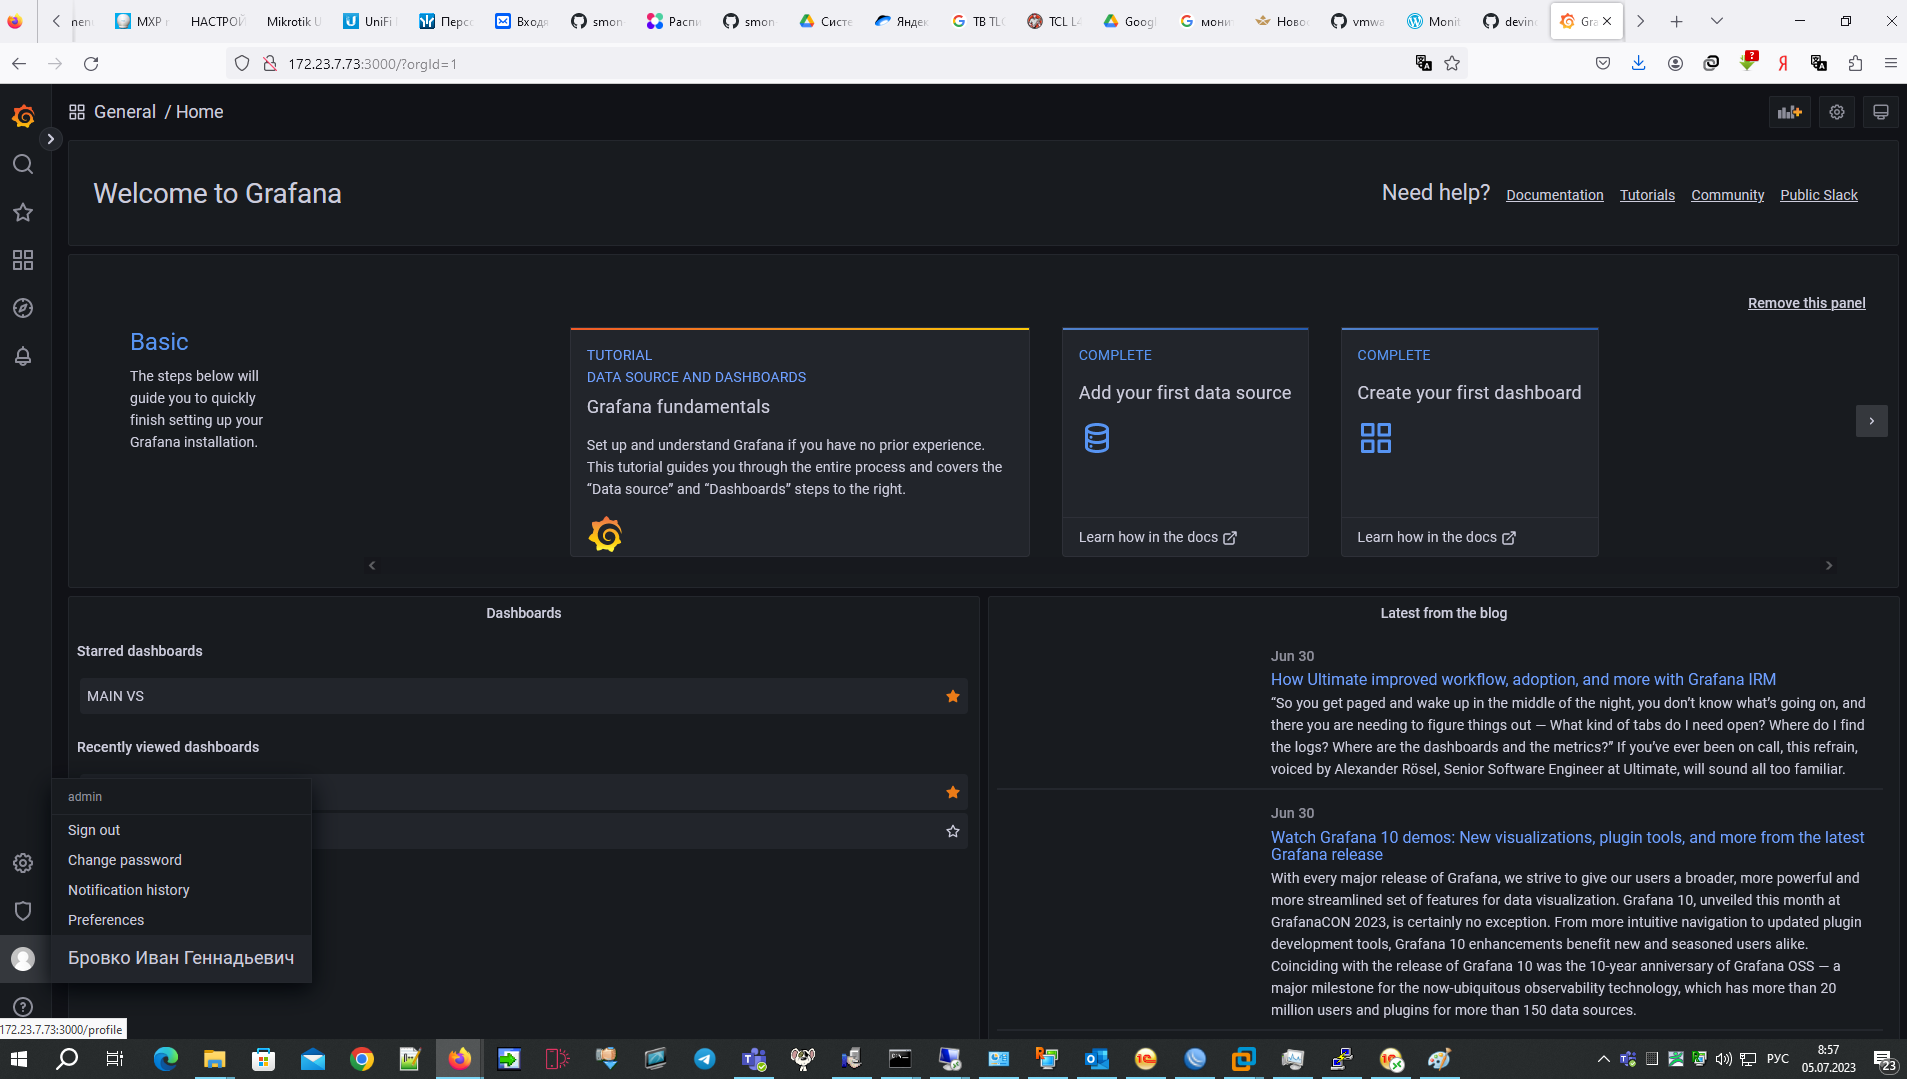 МХР
НАСТРОЙ
Mikrotik U
UniFi
Персо
Входя
smon
Распи
smon
Систе
Яндек
ТВ TLC
TCL L4
Googl
мони
Ново
vmwa
Monit
devin
Gra
172.23.7.73:3000/?orgId=1
General / Home
Welcome to Grafana
Need help? Documentation Tutorials Community Public Slack
Remove this panel
Basic
The steps below will
guide you to quickly
finish setting up your
Grafana installation.
TUTORIAL
DATA SOURCE AND DASHBOARDS
Grafana fundamentals
Set up and understand Grafana if you have no prior experience.
This tutorial guides you through the entire process and covers the
“Data source” and “Dashboards” steps to the right.
COMPLETE
Add your first data source
Learn how in the docs
COMPLETE
Create your first dashboard
Learn how in the docs
Dashboards
Starred dashboards
MAIN VS
Recently viewed dashboards
admin
Sign out
Change password
Notification history
Preferences
Бровко Иван Геннадьевич
Latest from the blog
Jun 30
How Ultimate improved workflow, adoption, and more with Grafana IRM
“So you get paged and wake up in the middle of the night, you don’t know what’s going on, and
there you are needing to figure things out — What kind of tabs do I need open? Where do I find
the logs? Where are the dashboards and the metrics?” If you’ve ever been on call, this refrain,
voiced by Alexander Rösel, Senior Software Engineer at Ultimate, will sound all too familiar.
Jun 30
Watch Grafana 10 demos: New visualizations, plugin tools, and more from the latest
Grafana release
With every major release of Grafana, we strive to give our users a broader, more powerful and
more streamlined set of features for data visualization. Grafana 10, unveiled this month at
GrafanaCON 2023, is certainly no exception. From more intuitive navigation to updated plugin
development tools, Grafana 10 enhancements benefit new and seasoned users alike.
Coinciding with the release of Grafana 10 was the 10-year anniversary of Grafana OSS — a
major milestone for the now-ubiquitous observability technology, which has more than 20
million users and plugins for more than 150 data sources.
172.23.7.73:3000/profile
РУС
8:57
05.07.2023
23